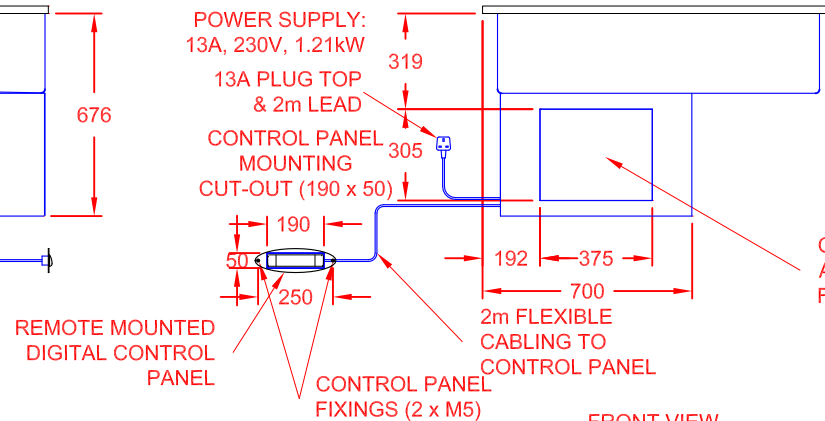 POWER SUPPLY:
13A, 230V, 1.21kW
13A PLUG TOP
& 2m LEAD
CONTROL PANEL
MOUNTING
CUT-OUT (190 x 50)
676
319
305
190
50
250
192
375
700
REMOTE MOUNTED
DIGITAL CONTROL
PANEL
CONTROL PANEL
FIXINGS (2 x M5)
2m FLEXIBLE
CABLING TO
CONTROL PANEL
FRONT VIEW